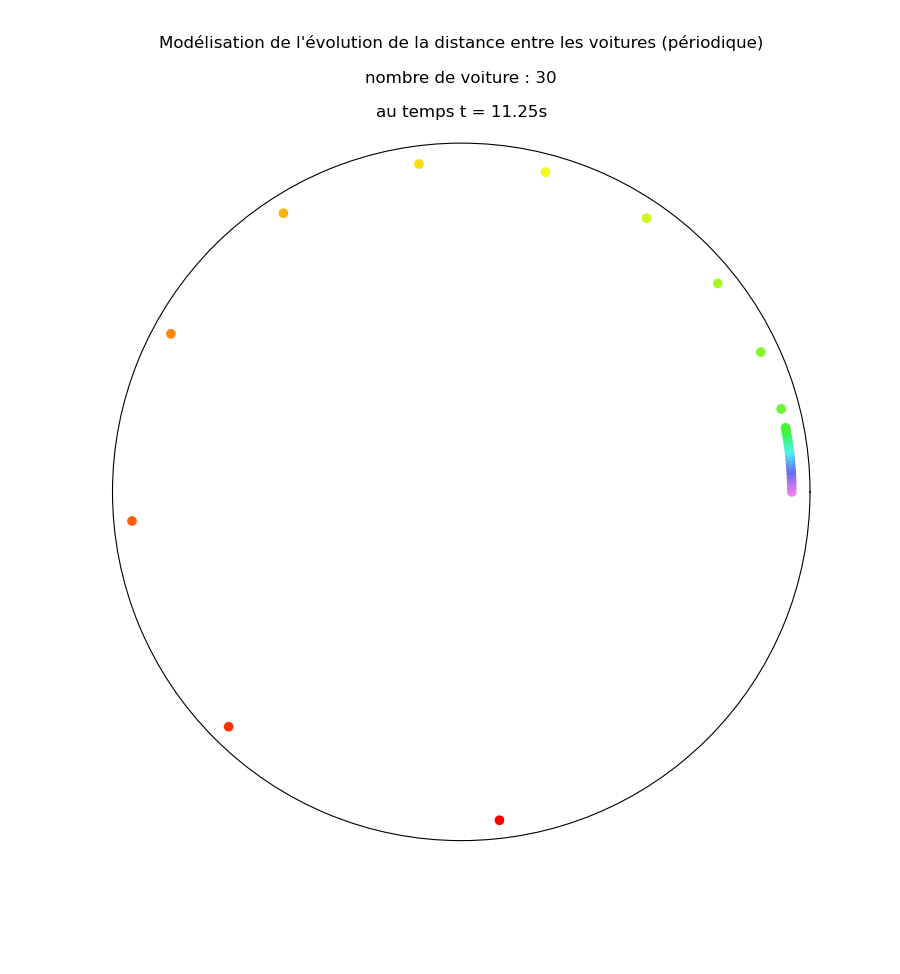 Modélisation de l'évolution de la distance entre les voitures (périodique)
nombre de voiture : 30
au temps t = 11.25s